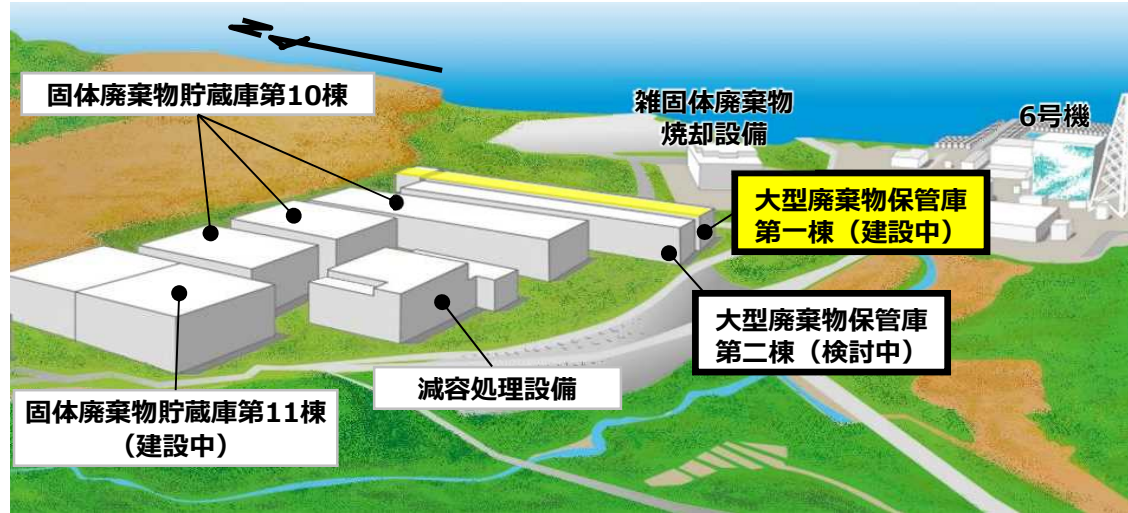 固体廃棄物貯蔵庫第10棟
雑固体廃棄物
焼却設備
6号機
大型廃棄物保管庫
第一棟（建設中）
大型廃棄物保管庫
第二棟（検討中）
減容処理設備
固体廃棄物貯蔵庫第11棟
（建設中）
N